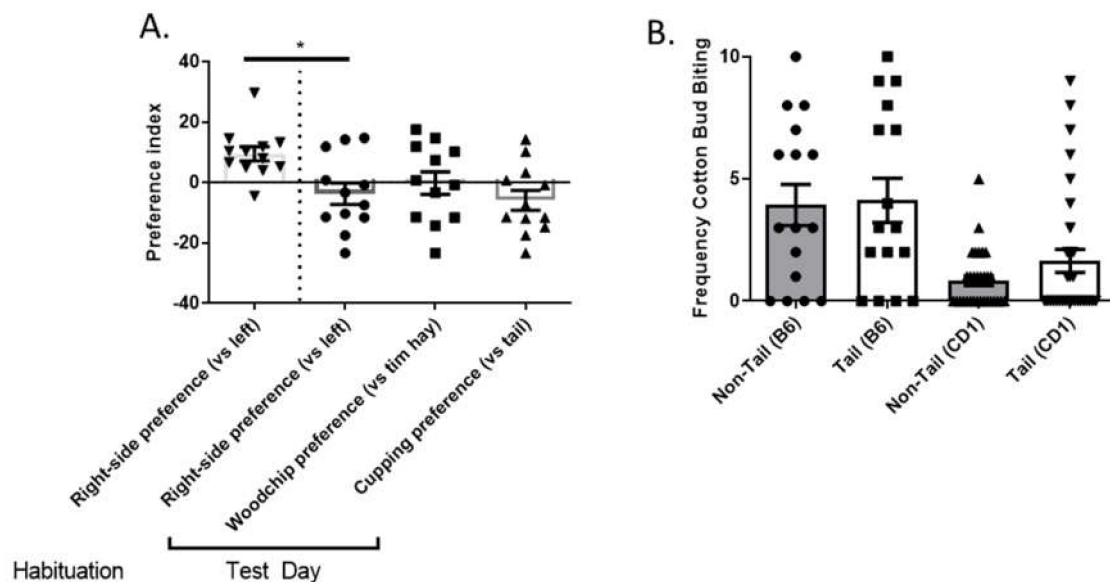 A.
*
40
20
0
-20
-40
Preference index
Right-side preference (vs left)
Right-side preference (vs left)
Woodchip preference (vs tim hay)
Cupping preference (vs tail)
Habituation
Test Day
B.
10
5
0
Frequency Cotton Bud Biting
Non-Tail (B6)
Tail (B6)
Non-Tail (CD1)
Tail (CD1)